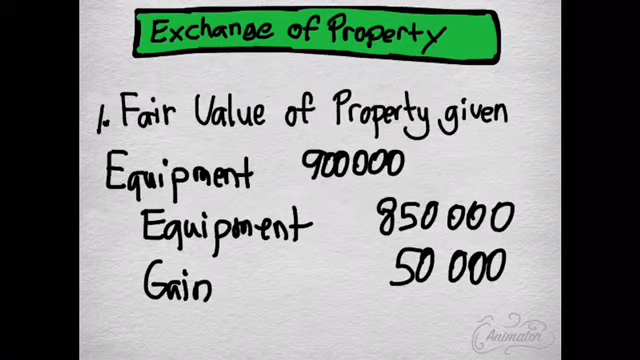 Exchange of Property
1. Fair Value of Property given
Equipment 900000
Equipment 850 000
Gain 50 000
Animator